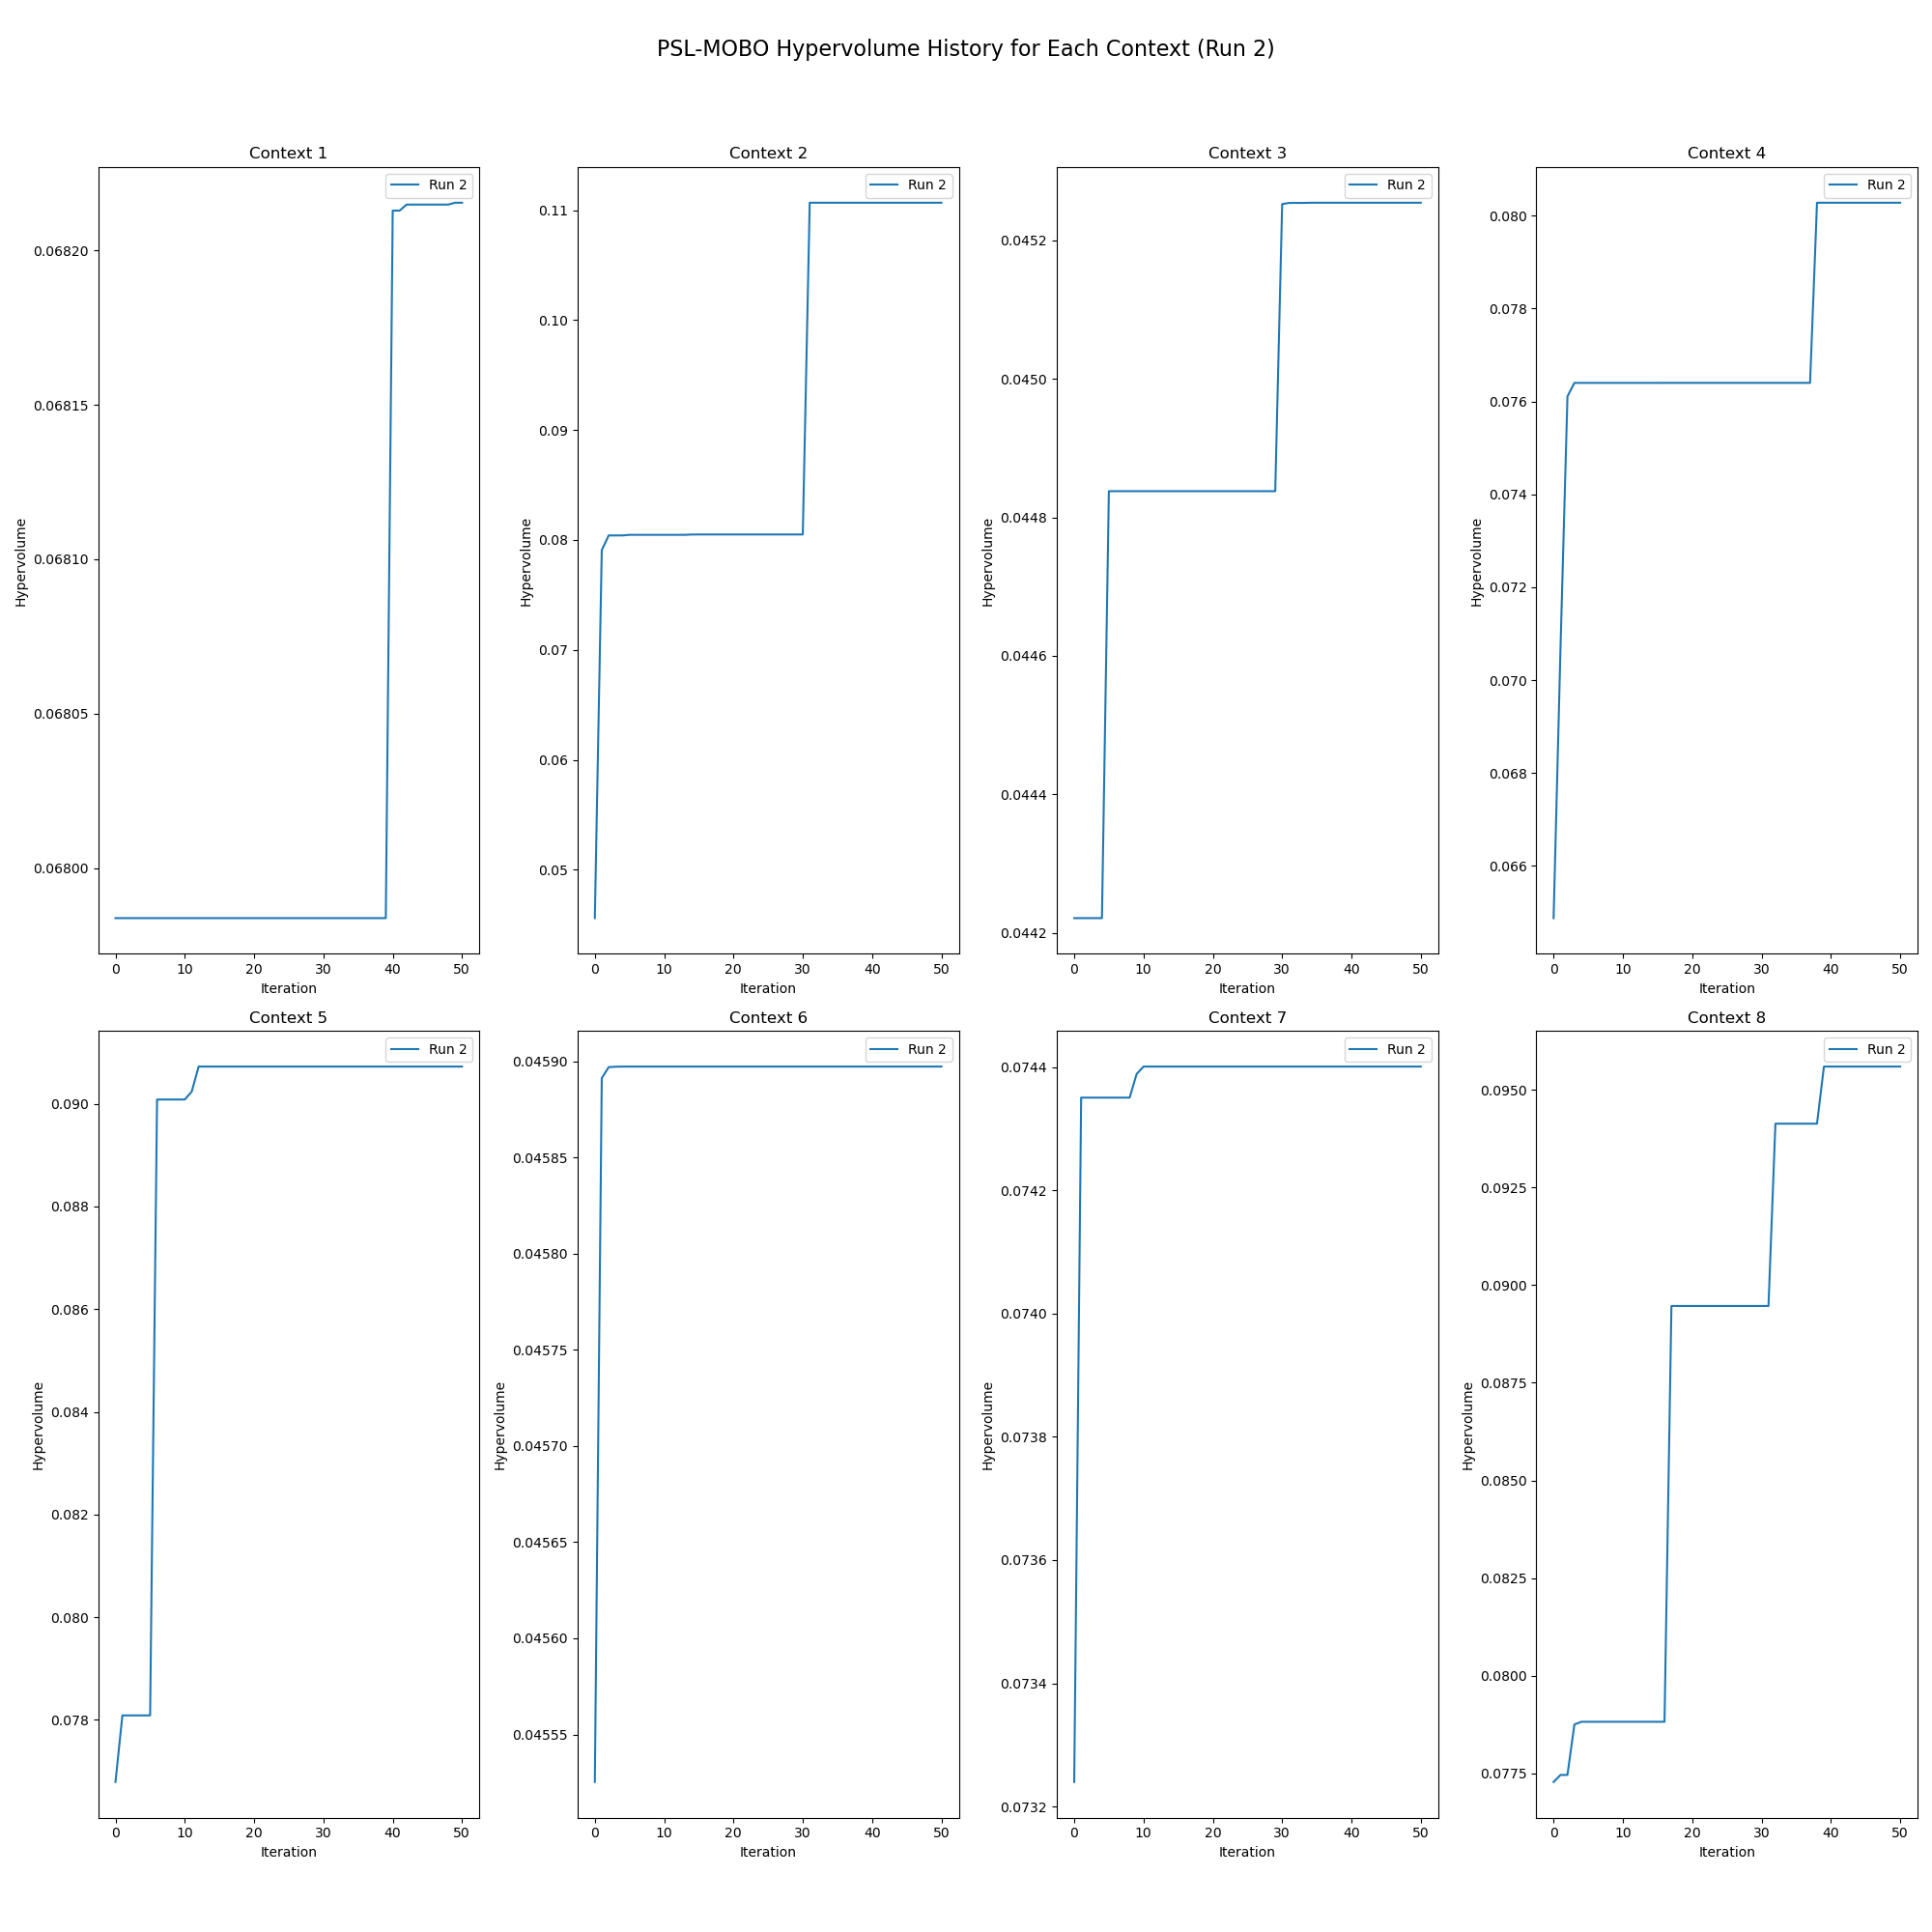 PSL-MOBO Hypervolume History for Each Context (Run 2)
Context 1
Run 2
0.06820
0.06815
0.06810
0.06805
0.06800
Hypervolume
0 10 20 30 40 50
Iteration
Context 2
Run 2
0.11
0.10
0.09
0.08
0.07
0.06
0.05
Hypervolume
0 10 20 30 40 50
Iteration
Context 3
Run 2
0.0452
0.0450
0.0448
0.0446
0.0444
0.0442
Hypervolume
0 10 20 30 40 50
Iteration
Context 4
Run 2
0.080
0.078
0.076
0.074
0.072
0.070
0.068
0.066
Hypervolume
0 10 20 30 40 50
Iteration
Context 5
Run 2
0.090
0.088
0.086
0.084
0.082
0.080
0.078
Hypervolume
0 10 20 30 40 50
Iteration
Context 6
Run 2
0.04590
0.04585
0.04580
0.04575
0.04570
0.04565
0.04560
0.04555
Hypervolume
0 10 20 30 40 50
Iteration
Context 7
Run 2
0.0744
0.0742
0.0740
0.0738
0.0736
0.0734
0.0732
Hypervolume
0 10 20 30 40 50
Iteration
Context 8
Run 2
0.0950
0.0925
0.0900
0.0875
0.0850
0.0825
0.0800
0.0775
Hypervolume
0 10 20 30 40 50
Iteration